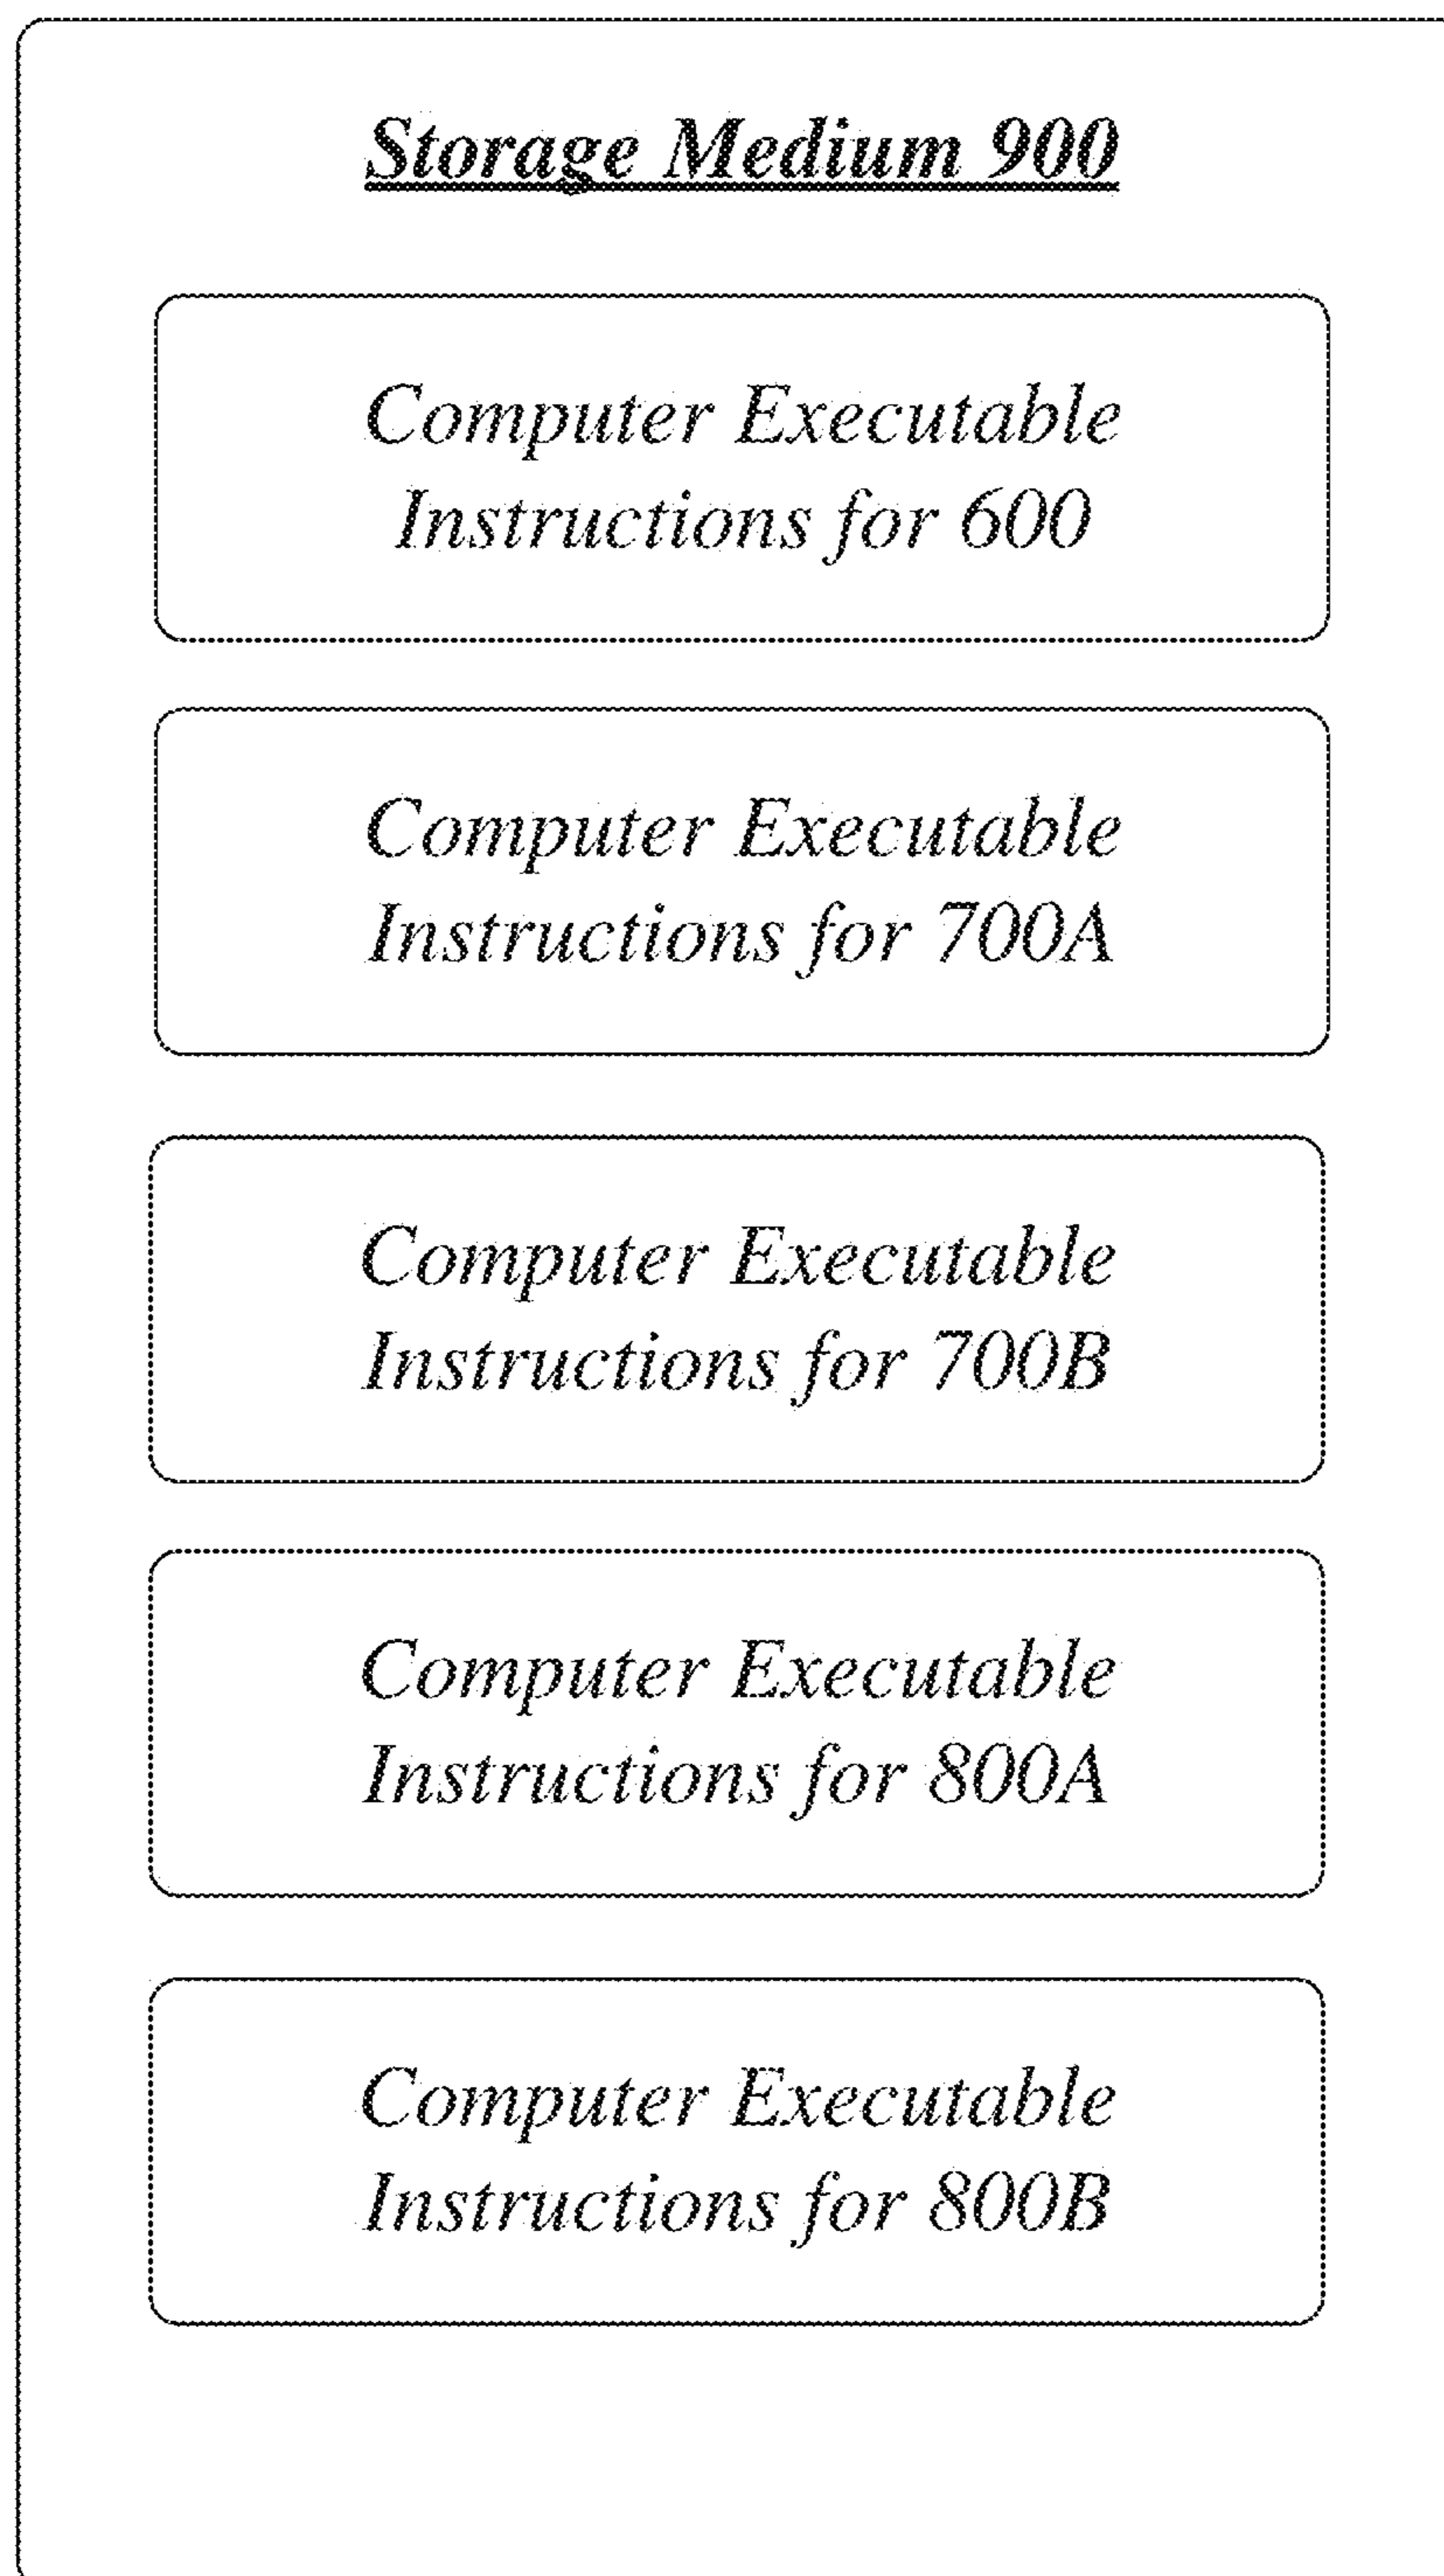 Storage Medium 900
Computer Executable
Instructions for 600
Computer Executable
Instructions for 700A
Computer Executable
Instructions for 700B
Computer Executable
Instructions for 800A
Computer Executable
Instructions for 800B